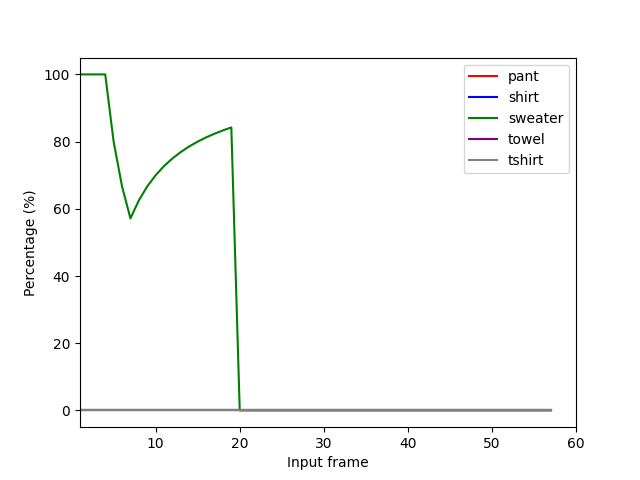 100
80
60
40
20
0
Percentage (%)
10 20 30 40 50 60
Input frame
pant
shirt
sweater
towel
tshirt